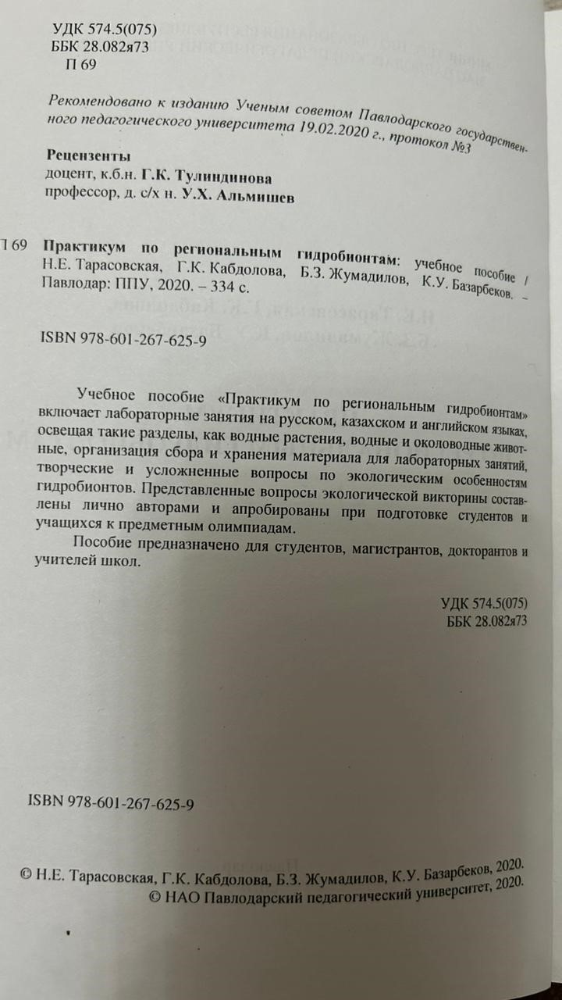 УДК 574.5(075)
ББК 28.082я73
П 69
Рекомендовано к изданию Ученым советом Павлодарского государствен-
ного педагогического университета 19.02.2020 г., протокол №3
Рецензенты
доцент, к.б.н. Г.К. Тулиндинова
профессор, д. с/х н. У.Х. Альмишев
П 69 Практикум по региональным гидробионтам: учебное пособие /
Н.Е. Тарасовская, Г.К. Кабдолова, Б.З. Жумадилов, К.У. Базарбеков. –
Павлодар: ППУ, 2020. – 334 с.
ISBN 978-601-267-625-9
Учебное пособие «Практикум по региональным гидробионтам»
включает лабораторные занятия на русском, казахском и английском языках,
освещая такие разделы, как водные растения, водные и околоводные живот-
ные, организация сбора и хранения материала для лабораторных занятий,
творческие и усложненные вопросы по экологическим особенностям
гидробионтов. Представленные вопросы экологической викторины состав-
лены лично авторами и апробированы при подготовке студентов и
учащихся к предметным олимпиадам.
Пособие предназначено для студентов, магистрантов, докторантов и
учителей школ.
УДК 574.5(075)
ББК 28.082я73
ISBN 978-601-267-625-9
© Н.Е. Тарасовская, Г.К. Кабдолова, Б.З. Жумадилов, К.У. Базарбеков, 2020.
© НАО Павлодарский педагогический университет, 2020.